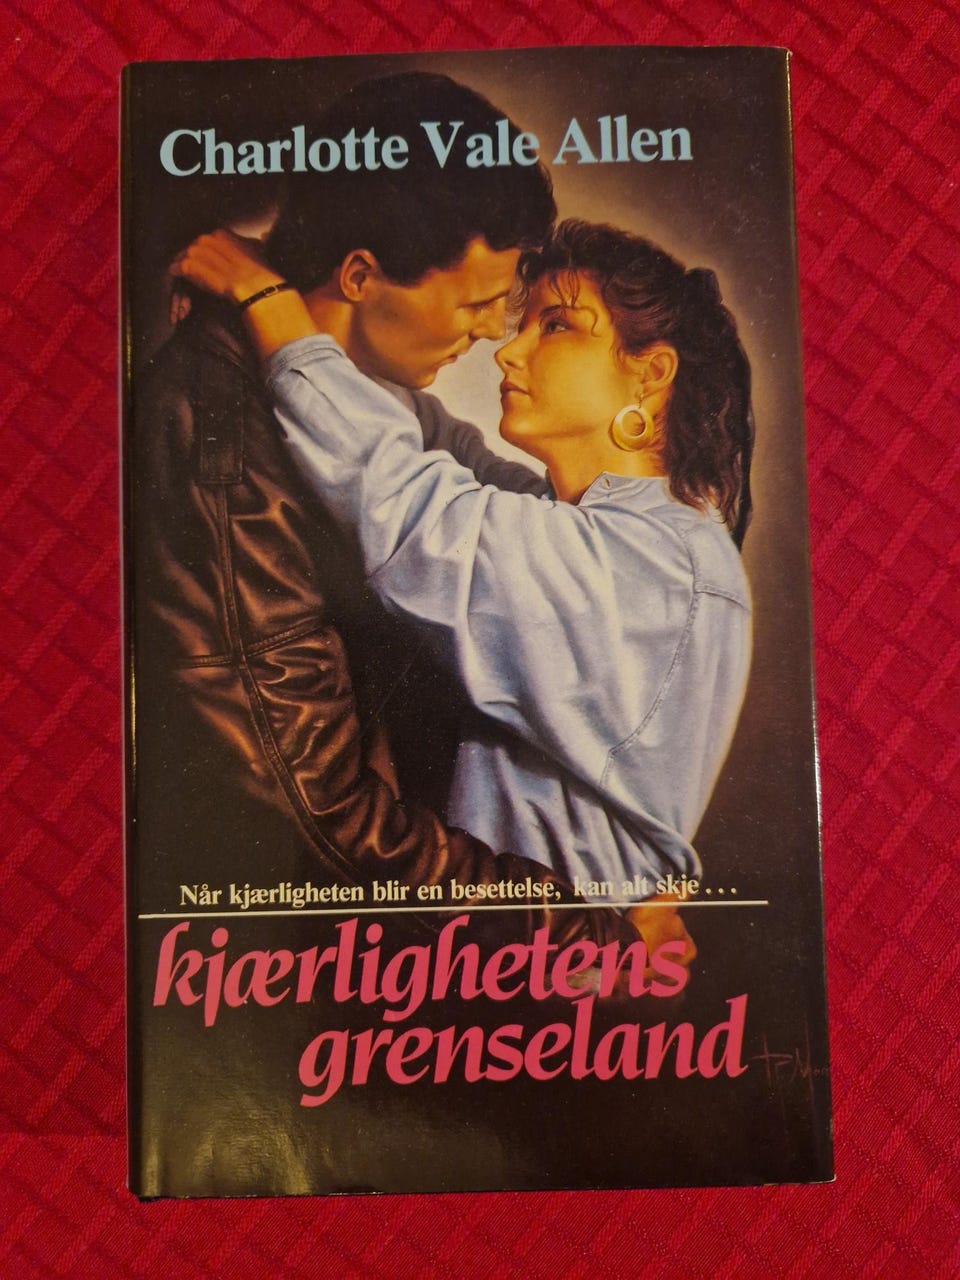 Charlotte Vale Allen
Når kjærligheten blir en besettelse, kan alt skje...
kjærlighetens
grenseland